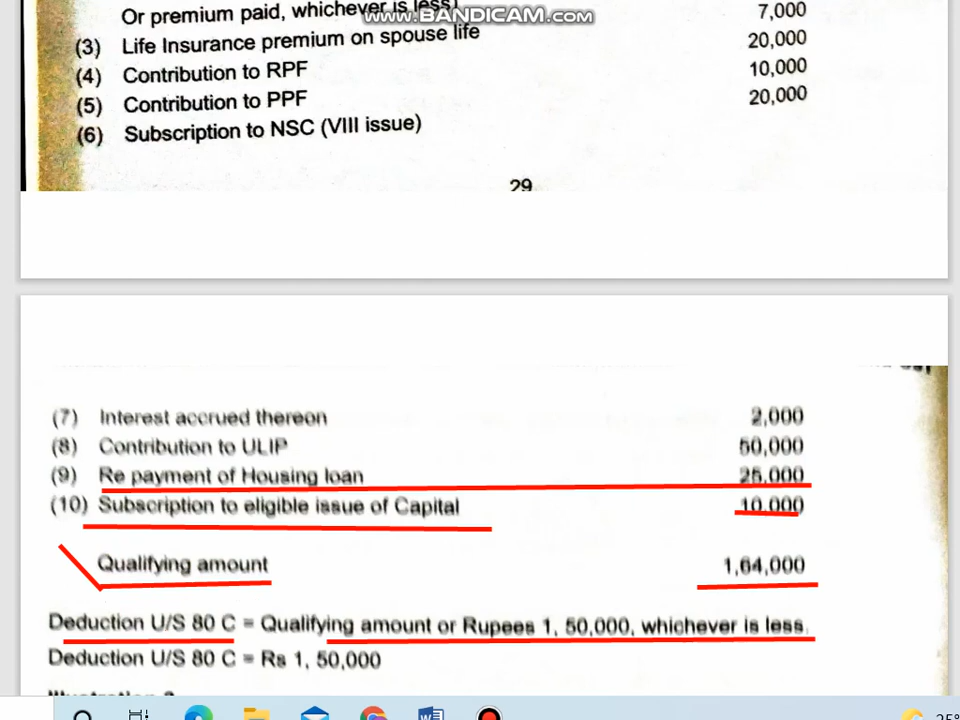 Or premium paid, whichever is less)
www.BANDICAM.com
7,000
(3) Life Insurance premium on spouse life 20,000
(4) Contribution to RPF 10,000
(5) Contribution to PPF 20,000
(6) Subscription to NSC (VIII issue)
29
(7) Interest accrued thereon 2,000
(8) Contribution to ULIP 50,000
(9) Re payment of Housing loan 25,000
(10) Subscription to eligible issue of Capital 10,000
Qualifying amount 1,64,000
Deduction U/S 80 C = Qualifying amount or Rupees 1, 50,000, whichever is less.
Deduction U/S 80 C = Rs 1, 50,000